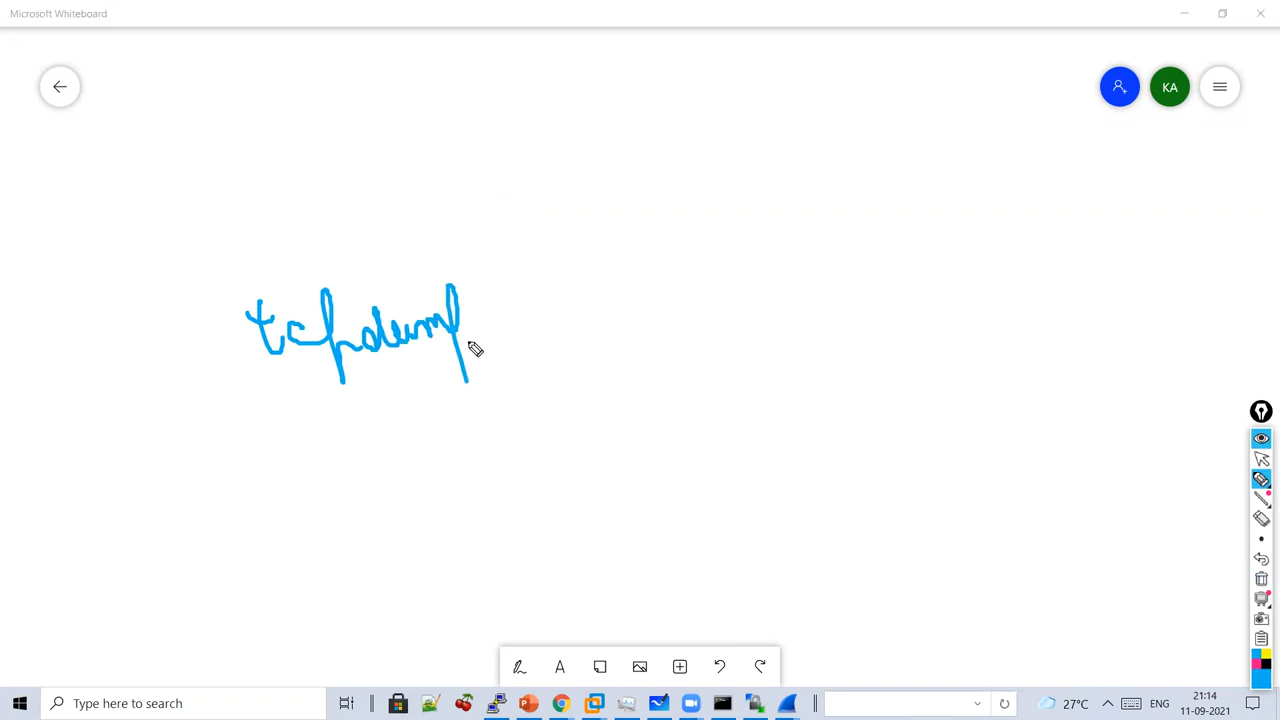 Microsoft Whiteboard
KA
tcpdump
A
Type here to search
27°C
ENG
21:14
11-09-2021